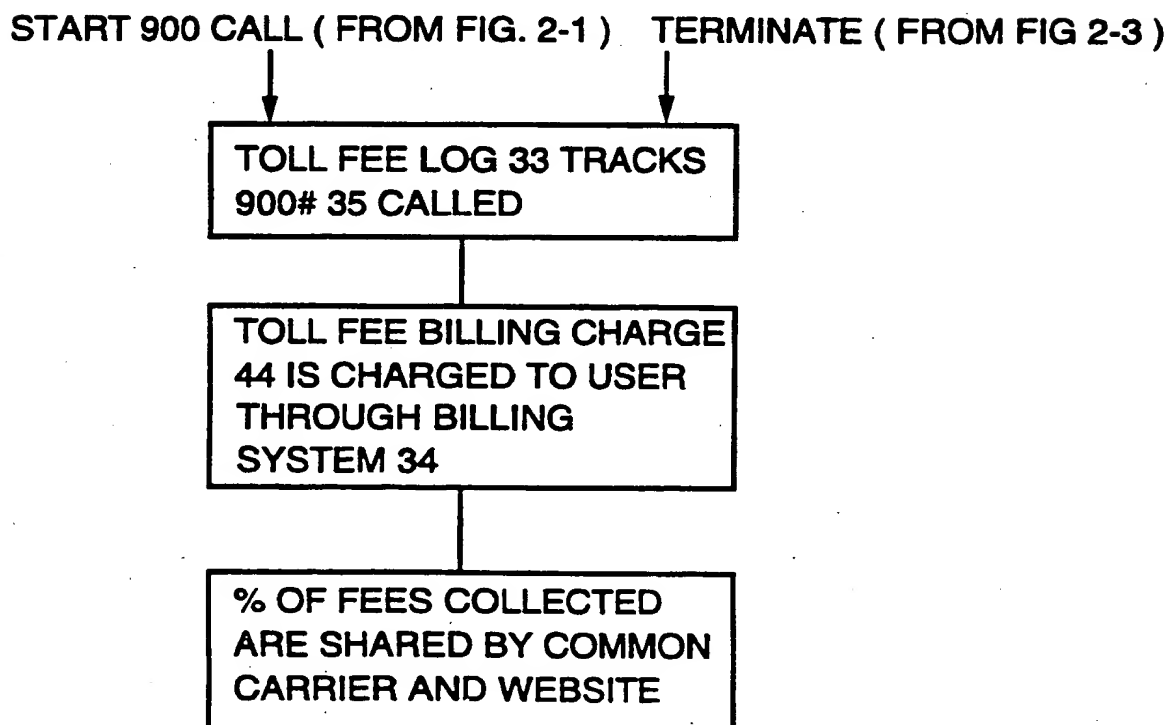 START 900 CALL ( FROM FIG. 2-1 ) TERMINATE ( FROM FIG 2-3 )
TOLL FEE LOG 33 TRACKS
900# 35 CALLED
TOLL FEE BILLING CHARGE
44 IS CHARGED TO USER
THROUGH BILLING
SYSTEM 34
% OF FEES COLLECTED
ARE SHARED BY COMMON
CARRIER AND WEBSITE